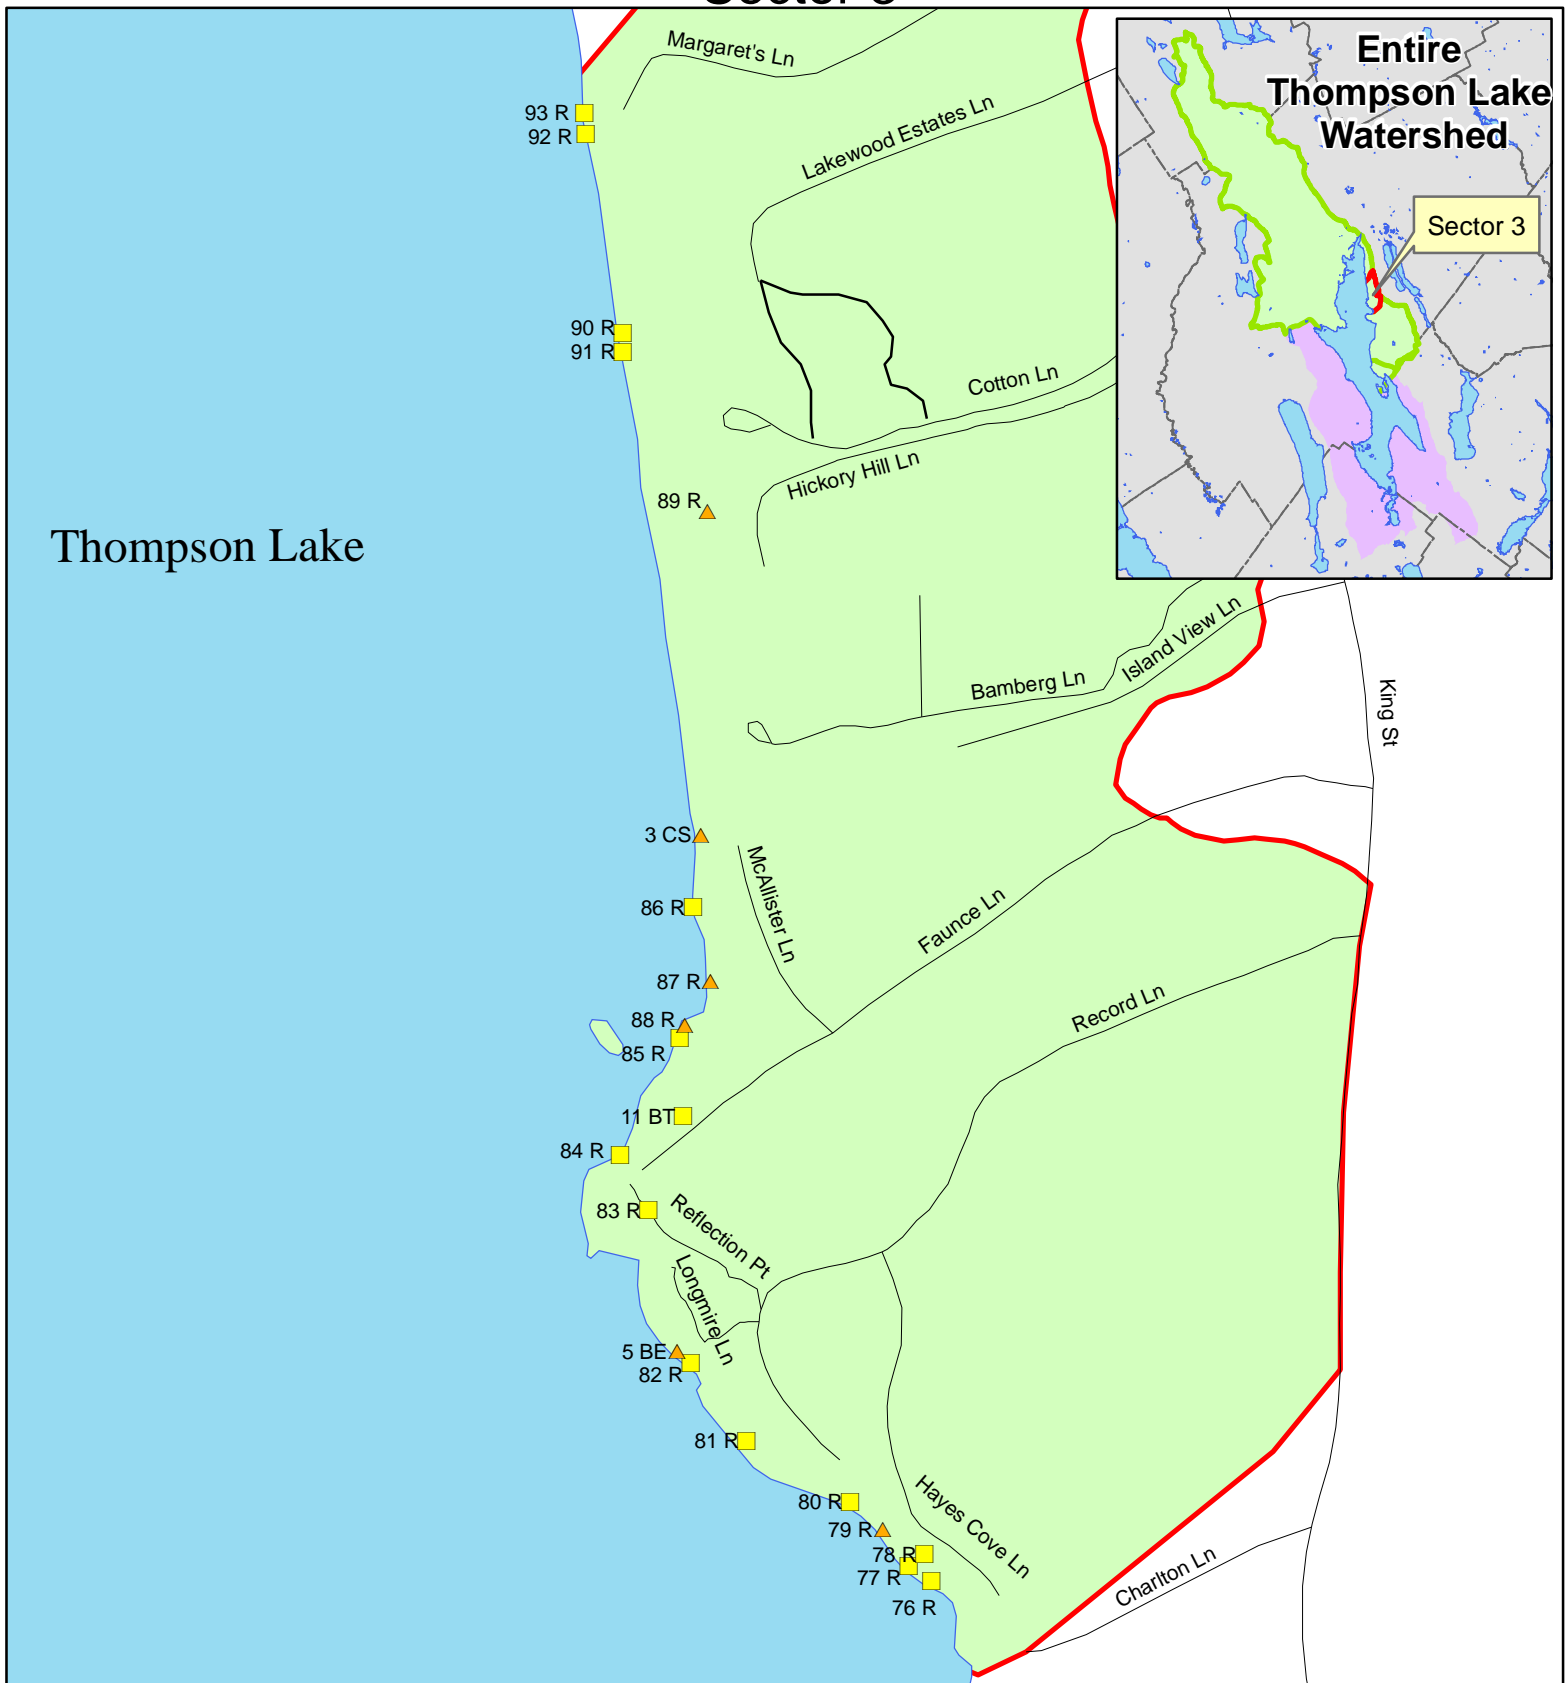 Margaret's Ln
Entire
Thompson Lake
Watershed
93 R
92 R
Lakewood Estates Ln
Sector 3
90 R
91 R
Cotton Ln
Hickory Hill Ln
89 R
Thompson Lake
Island View Ln
Bamberg Ln
King St
3 CS
McAllister Ln
86 R
Faunce Ln
87 R
88 R
85 R
Record Ln
11 BT
84 R
83 R
Reflection Pt
Longmire Ln
5 BE
82 R
81 R
80 R
79 R
Hayes Cove Ln
78 R
77 R
76 R
Charlton Ln